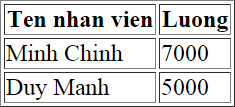 Ten nhan vien Luong
Minh Chinh 7000
Duy Manh 5000